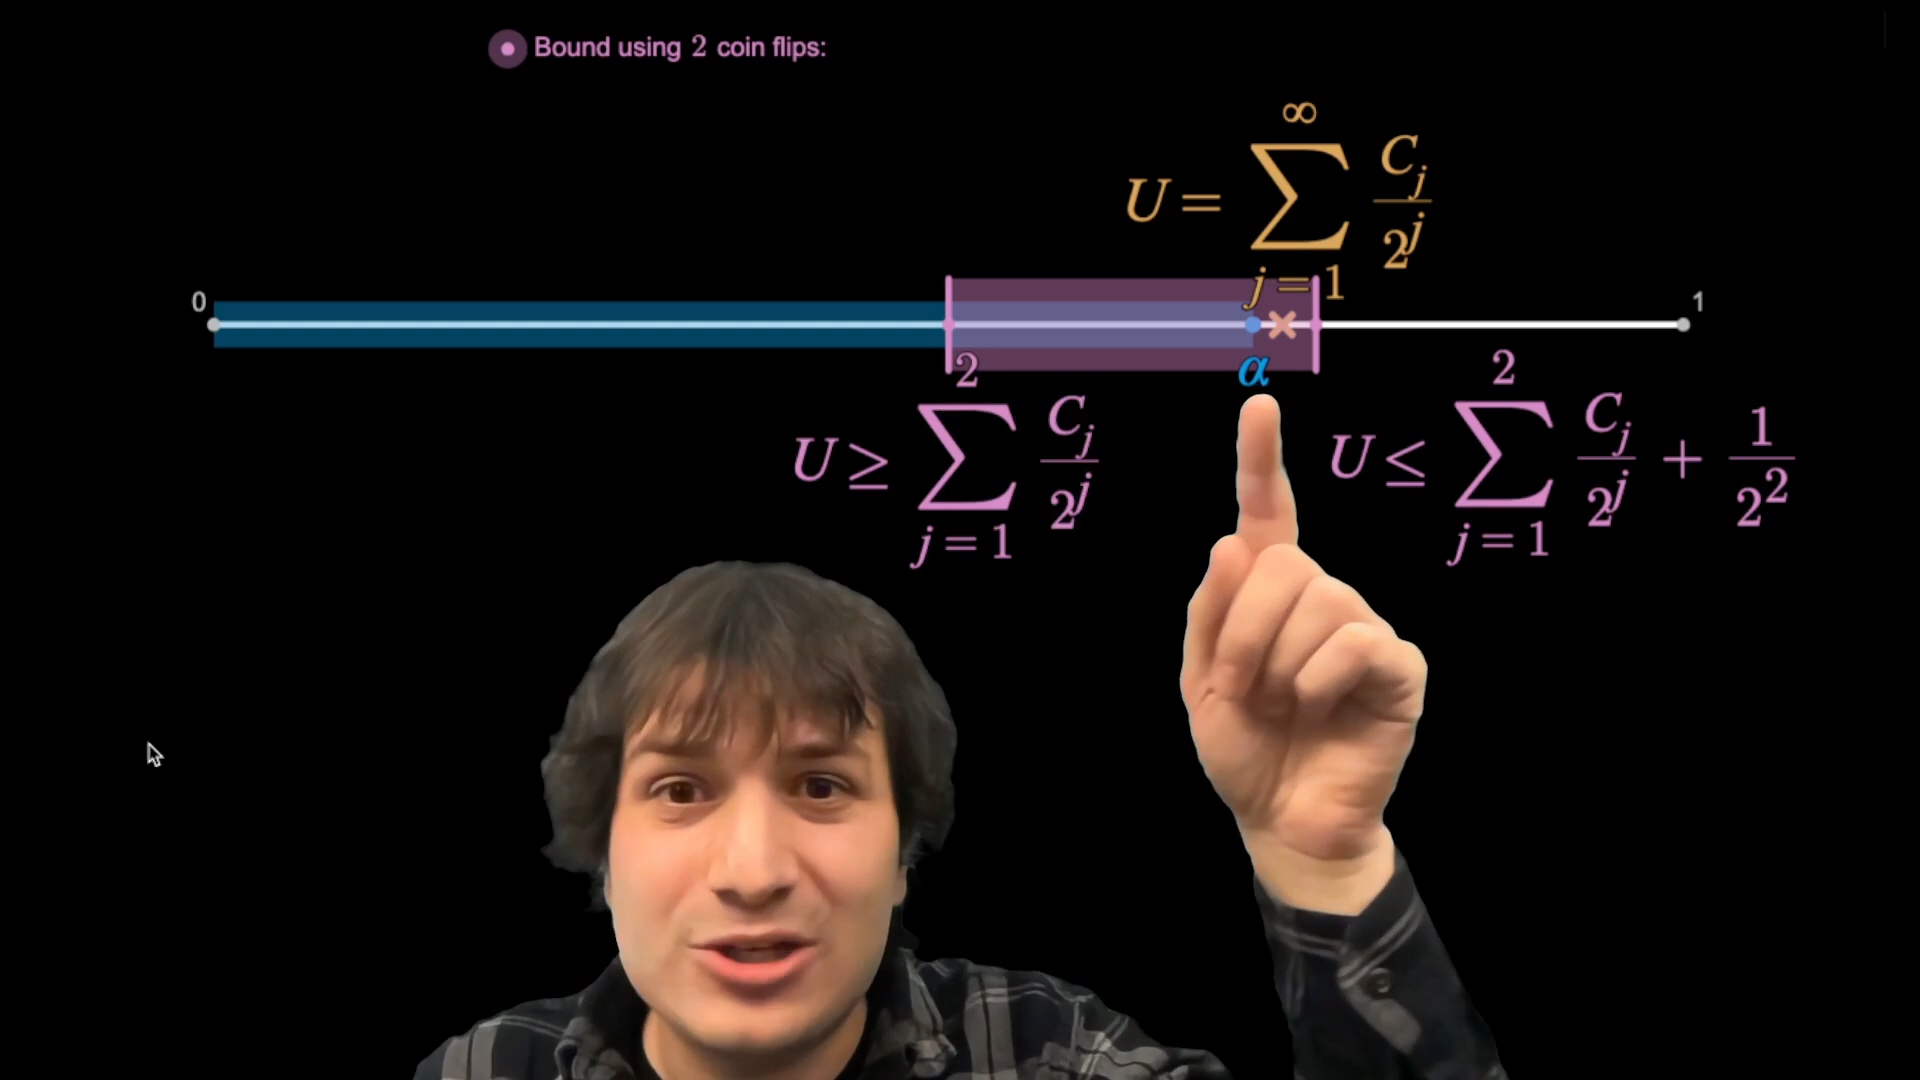 Bound using 2 coin flips:
U = ∑_{j=1}^{∞} C_j / 2^j
0
1
α
U ≥ ∑_{j=1}^{2} C_j / 2^j
U ≤ ∑_{j=1}^{2} C_j / 2^j + 1 / 2^2